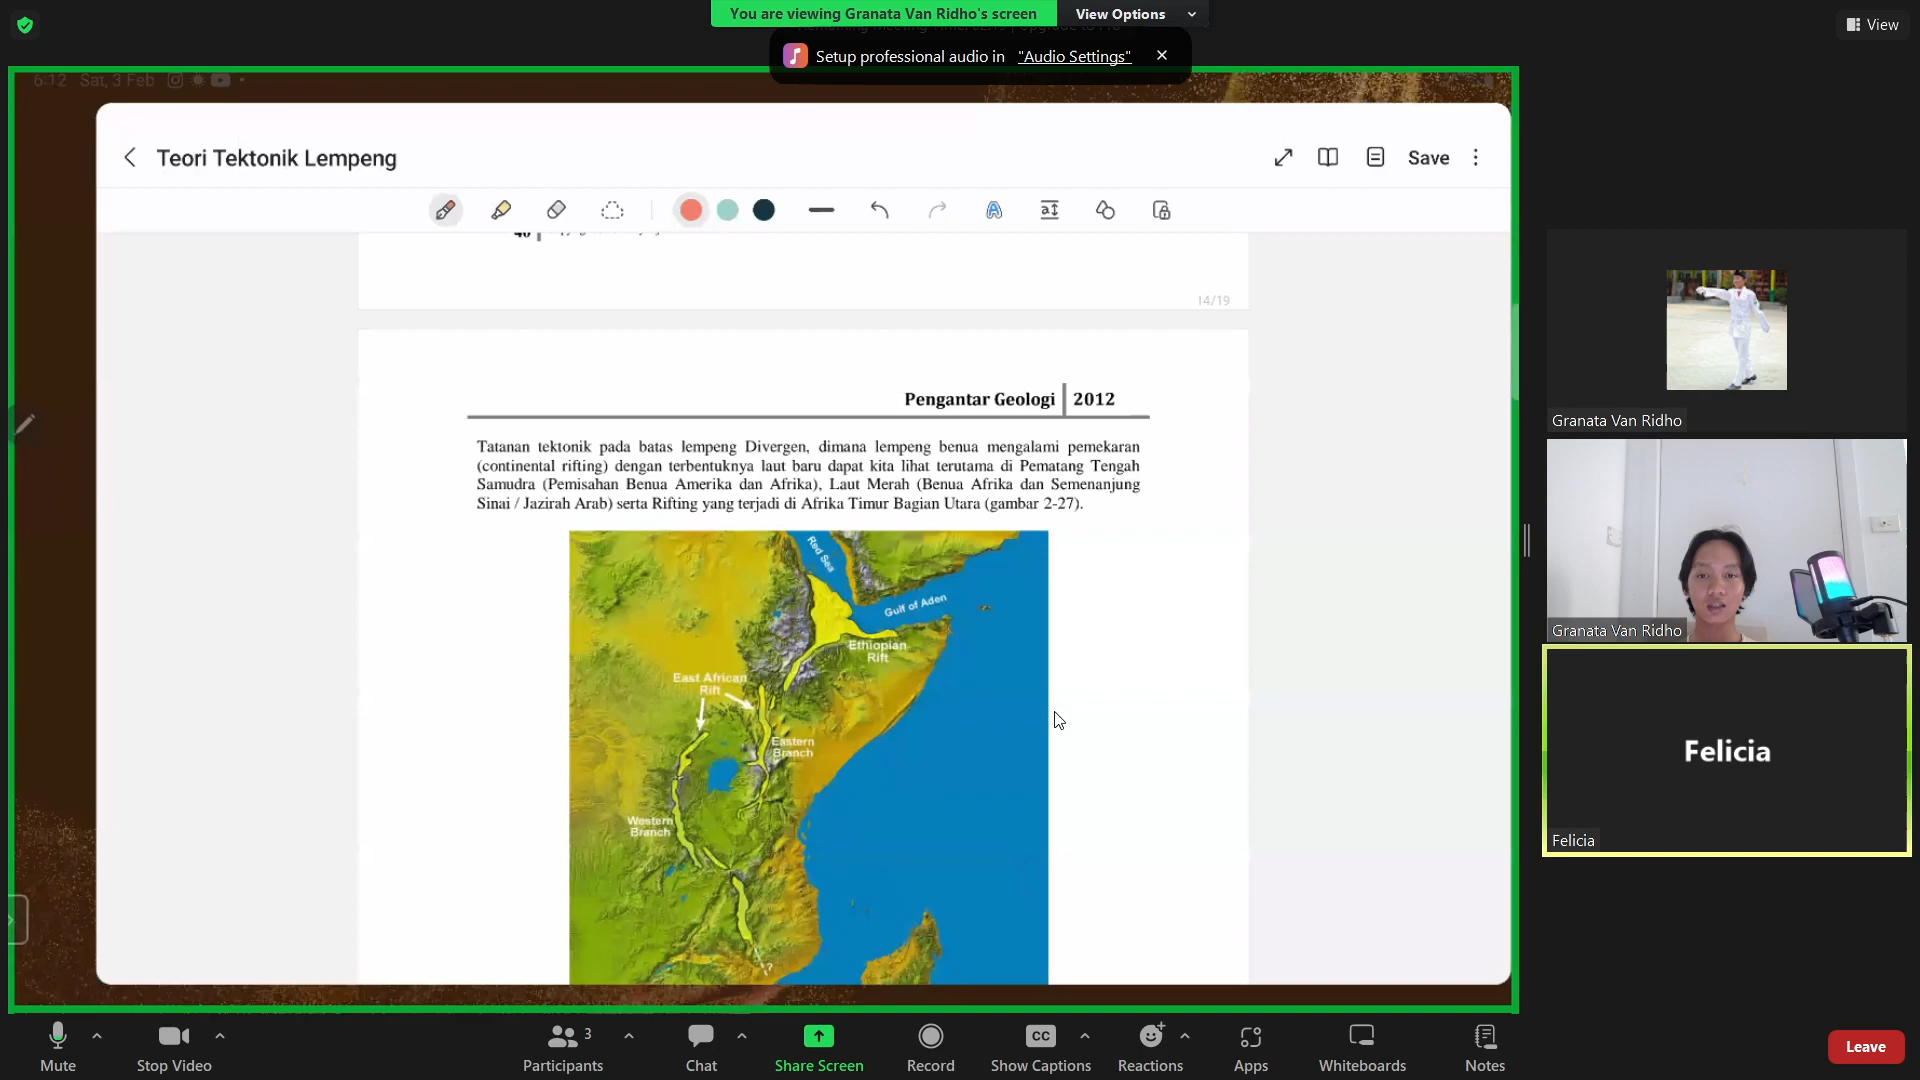 You are viewing Granata Van Ridho's screen
View Options
View
Setup professional audio in "Audio Settings"
6:12 Sat, 3 Feb
Teori Tektonik Lempeng
Save
14/19
Pengantar Geologi 2012
Tatanan tektonik pada batas lempeng Divergen, dimana lempeng benua mengalami pemekaran
(continental rifting) dengan terbentuknya laut baru dapat kita lihat terutama di Pematang Tengah
Samudra (Pemisahan Benua Amerika dan Afrika), Laut Merah (Benua Afrika dan Semenanjung
Sinai / Jazirah Arab) serta Rifting yang terjadi di Afrika Timur Bagian Utara (gambar 2-27).
Red Sea
Gulf of Aden
Ethiopian
Rift
East African
Rift
Eastern
Branch
Western
Branch
?
Granata Van Ridho
Granata Van Ridho
Felicia
Felicia
Mute
Stop Video
Participants
3
Chat
Share Screen
Record
CC
Show Captions
Reactions
Apps
Whiteboards
Notes
Leave